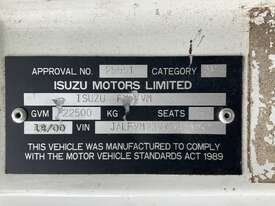 APPROVAL NO. CATEGORY
ISUZU MOTORS LIMITED
ISUZU
GVM 22500 KG SEATS
VIN
THIS VEHICLE WAS MANUFACTURED TO COMPLY
WITH THE MOTOR VEHICLE STANDARDS ACT 1989